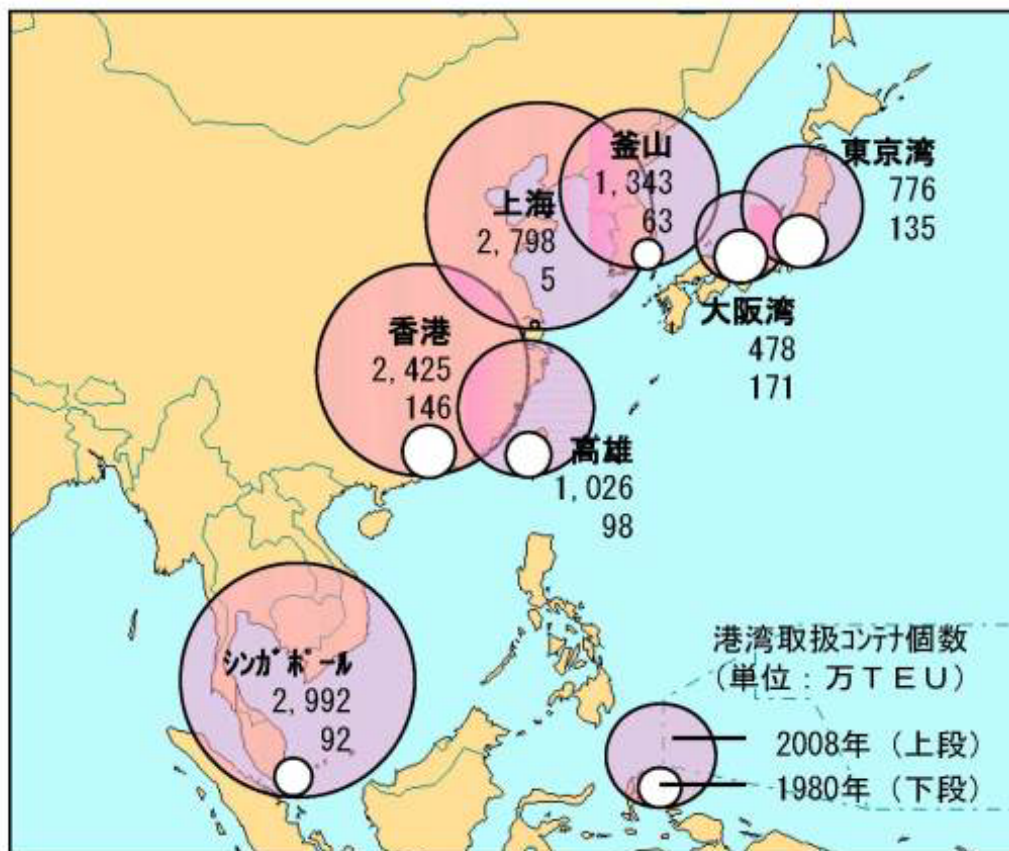 釜山
1,343
63
東京湾
776
135
上海
2,798
5
大阪湾
478
171
香港
2,425
146
高雄
1,026
98
シンガポール
2,992
92
港湾取扱コンテナ個数
(単位：万TEU)
2008年 (上段)
1980年 (下段)